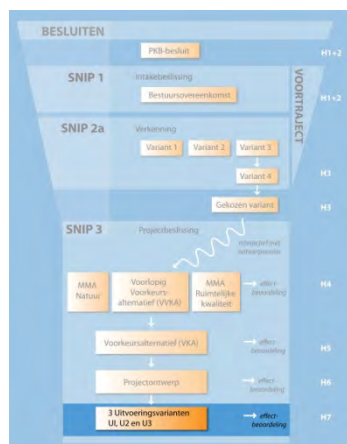 BESLUITEN
PKB-besluit H1+2
SNIP 1 Intakebeslissing
Bestuursovereenkomst H1+2
VOORTRAJECT
SNIP 2a Verkenning
Variant 1 Variant 2 Variant 3
Variant 4 H3
Gekozen variant H3
SNIP 3 Projectbeslissing
MMA Natuur
Voorlopig Voorkeurs- alternatief (VVKA)
MMA Ruimtelijke kwaliteit
effect- beoordeling H4
Voorkeursalternatief (VKA) effect- beoordeling H5
Projectontwerp effect- beoordeling H6
3 Uitvoeringsvarianten
UI, U2 en U3
effect- beoordeling H7